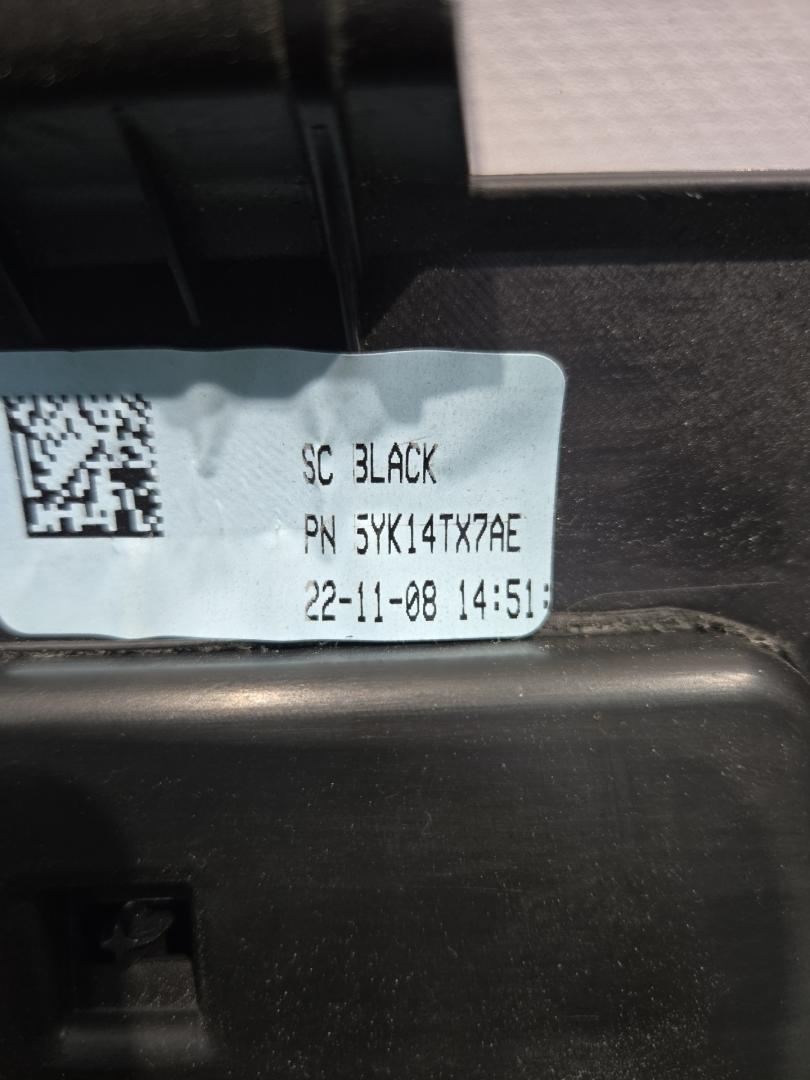 SC BLACK
PN 5YK14TX7AE
22-11-08 14:51: